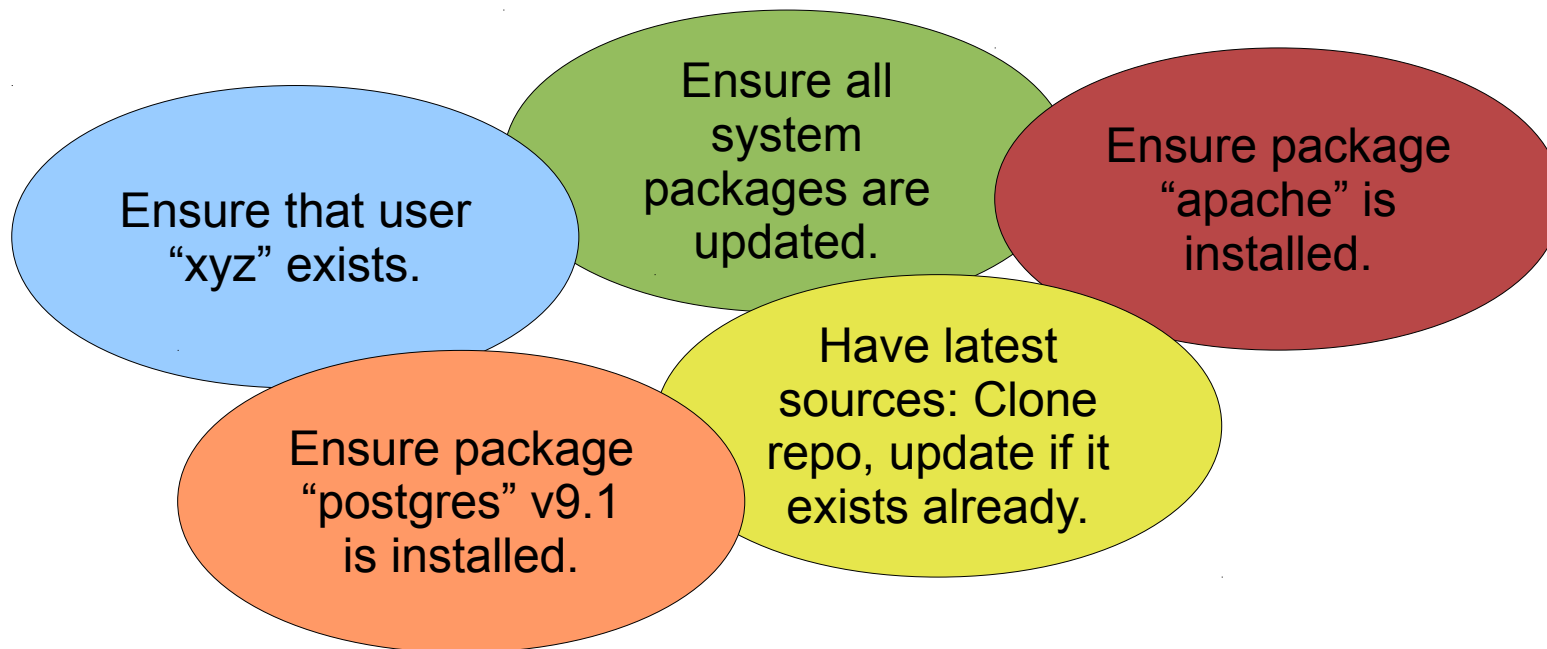 Ensure that user
“xyz” exists.
Ensure all
system
packages are
updated.
Ensure package
“apache” is
installed.
Ensure package
“postgres” v9.1
is installed.
Have latest
sources: Clone
repo, update if it
exists already.